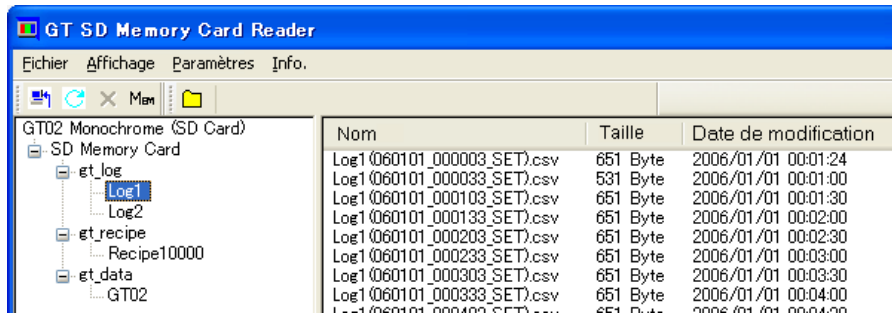 GT SD Memory Card Reader
Fichier Affichage Paramètres Info.
MEM
GT02 Monochrome (SD Card)
SD Memory Card
gt_log
Log1
Log2
gt_recipe
Recipe10000
gt_data
GT02
Nom Taille Date de modification
Log1(060101_000003_SET).csv 651 Byte 2006/01/01 00:01:24
Log1(060101_000033_SET).csv 531 Byte 2006/01/01 00:01:00
Log1(060101_000103_SET).csv 651 Byte 2006/01/01 00:01:30
Log1(060101_000133_SET).csv 651 Byte 2006/01/01 00:02:00
Log1(060101_000203_SET).csv 651 Byte 2006/01/01 00:02:30
Log1(060101_000233_SET).csv 651 Byte 2006/01/01 00:03:00
Log1(060101_000303_SET).csv 651 Byte 2006/01/01 00:03:30
Log1(060101_000333_SET).csv 651 Byte 2006/01/01 00:04:00